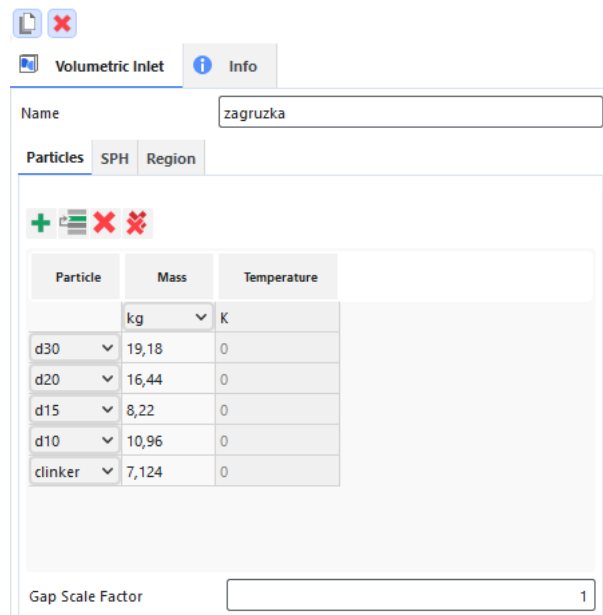 Volumetric Inlet Info
Name zagruzka
Particles SPH Region
Particle Mass Temperature
kg K
d30 19,18 0
d20 16,44 0
d15 8,22 0
d10 10,96 0
clinker 7,124 0
Gap Scale Factor 1